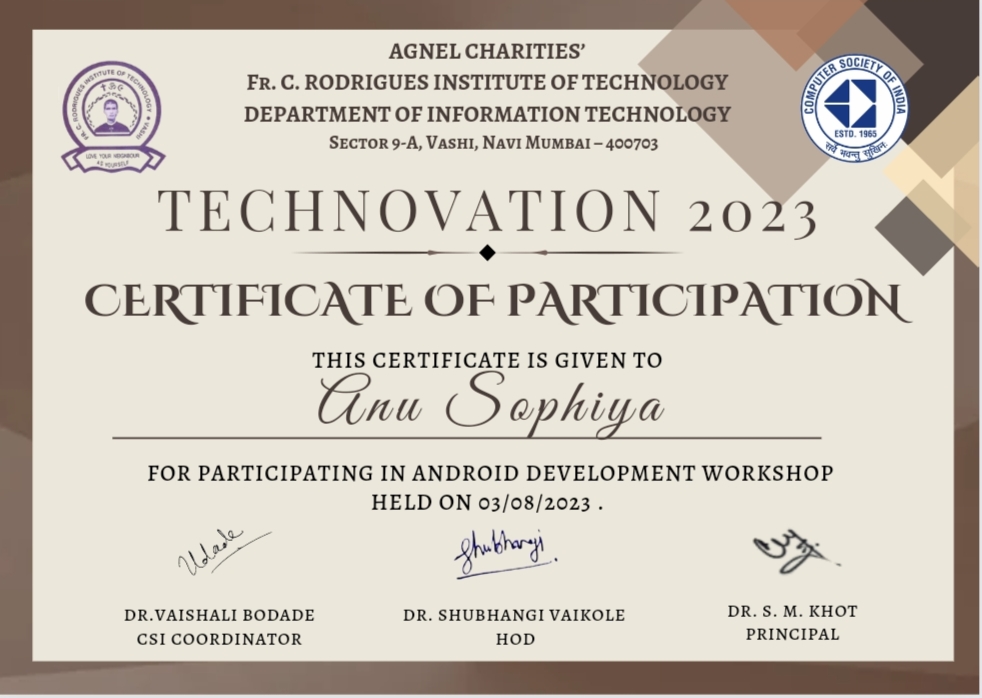 AGNEL CHARITIES’
FR. C. RODRIGUES INSTITUTE OF TECHNOLOGY
DEPARTMENT OF INFORMATION TECHNOLOGY
SECTOR 9-A, VASHI, NAVI MUMBAI – 400703
FR. C. RODRIGUES INSTITUTE OF TECHNOLOGY ★ VASHI
LOVE YOUR NEIGHBOUR
AS YOURSELF
COMPUTER SOCIETY OF INDIA
ESTD. 1965
सर्वे भवन्तु सुखिनः
TECHNOVATION 2023
CERTIFICATE OF PARTICIPATION
THIS CERTIFICATE IS GIVEN TO
Anu Sophiya
FOR PARTICIPATING IN ANDROID DEVELOPMENT WORKSHOP
HELD ON 03/08/2023 .
Shubhangi
DR.VAISHALI BODADE
CSI COORDINATOR
DR. SHUBHANGI VAIKOLE
HOD
DR. S. M. KHOT
PRINCIPAL